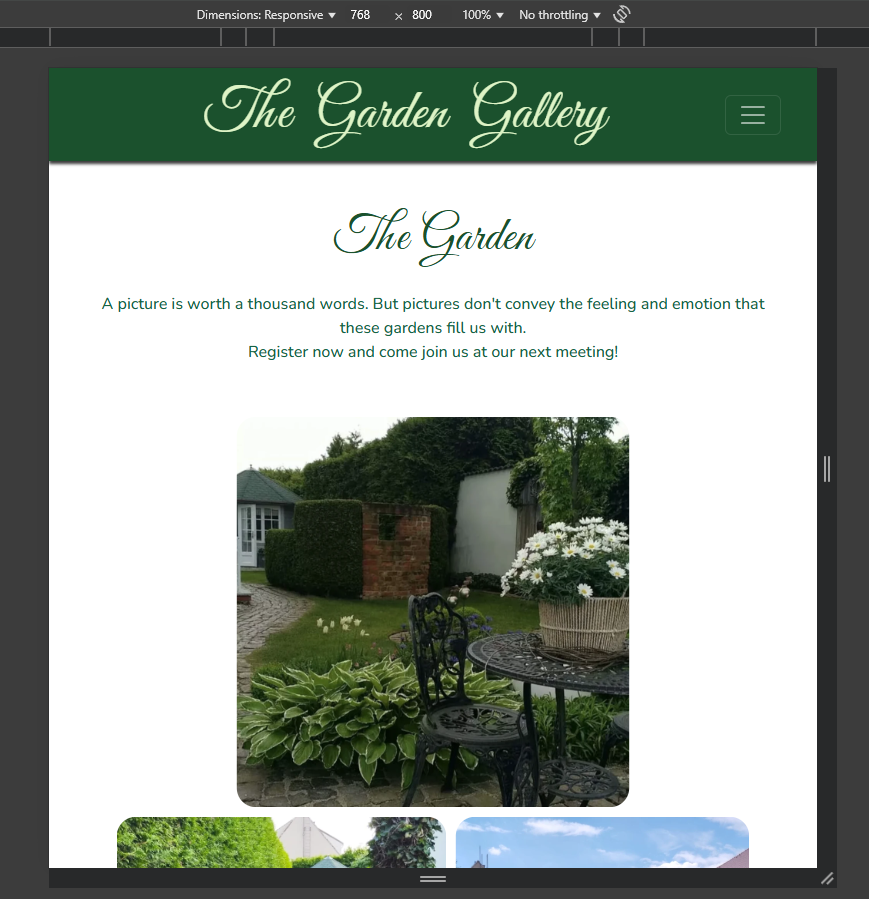 Dimensions: Responsive ▼ 768 × 800 100% ▼ No throttling ▼
The Garden Gallery
The Garden
A picture is worth a thousand words. But pictures don't convey the feeling and emotion that
these gardens fill us with.
Register now and come join us at our next meeting!